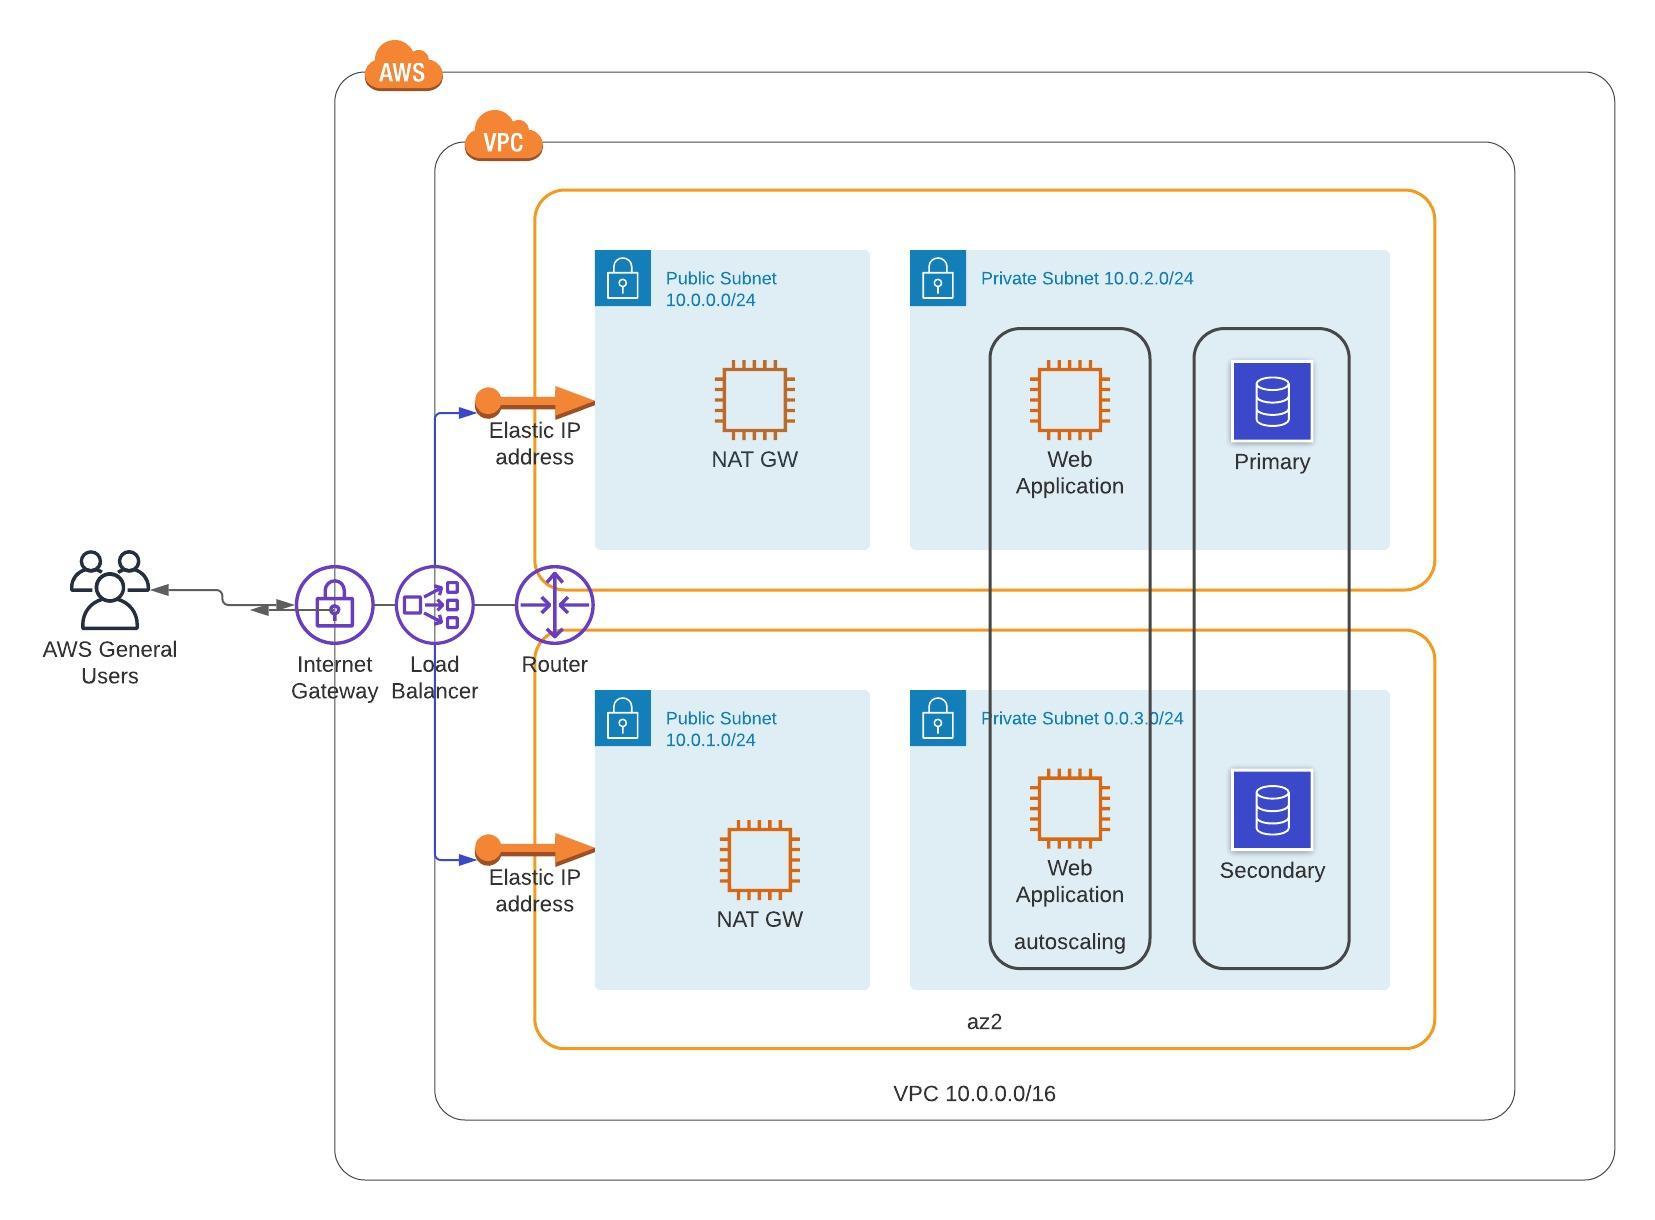 AWS
VPC
Public Subnet
10.0.0.0/24
Private Subnet 10.0.2.0/24
Elastic IP
address
NAT GW
Web
Application
Primary
AWS General
Users
Internet
Gateway
Load
Balancer
Router
Public Subnet
10.0.1.0/24
Private Subnet 0.0.3.0/24
Elastic IP
address
NAT GW
Web
Application
autoscaling
Secondary
az2
VPC 10.0.0.0/16